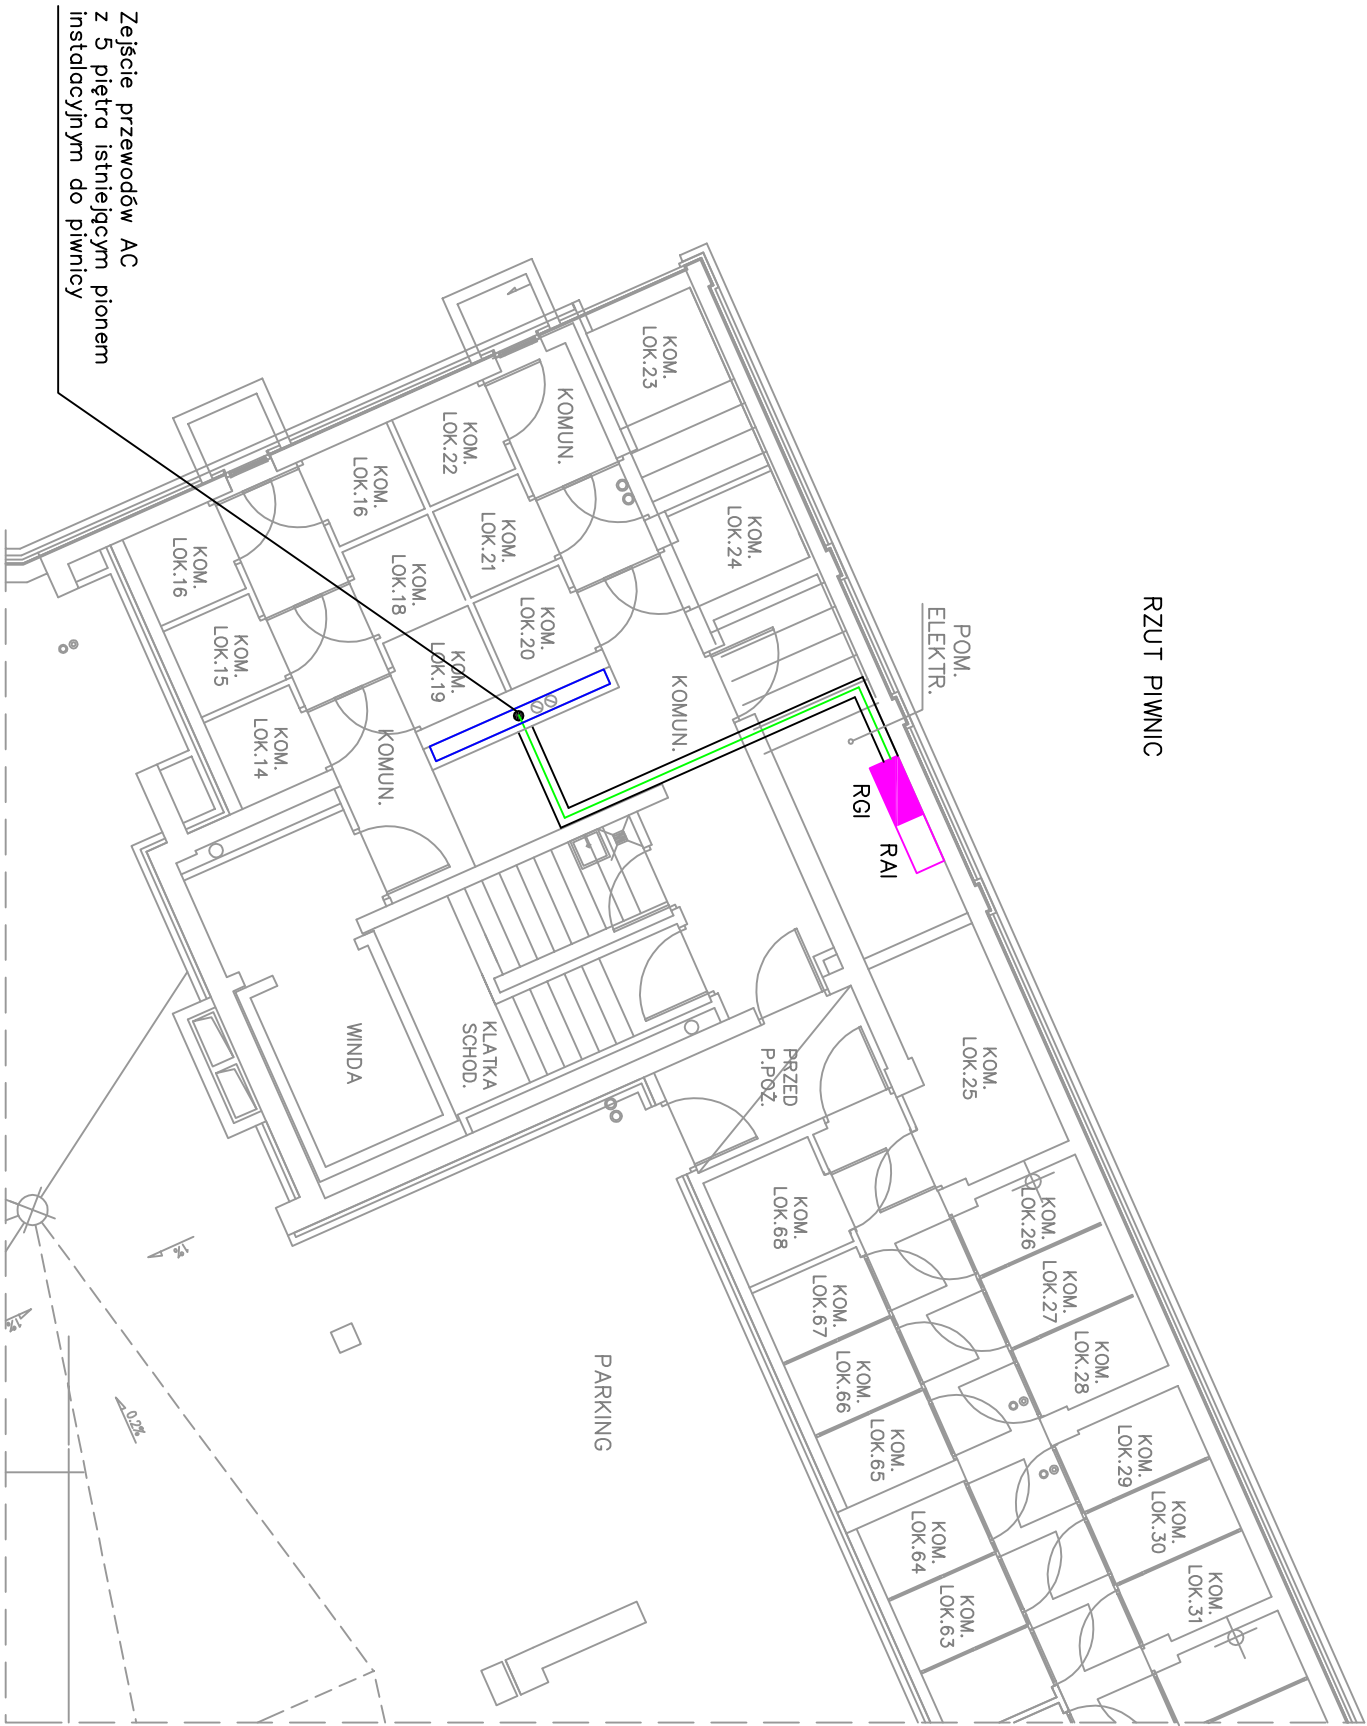 Zejście przewodów AC
z 5 piętra istniejącym pionem
instalacyjnym do piwnicy
RZUT PIWNIC
POM.
ELEKTR.
RGI
RAI
KOM.
LOK.23
KOM.
LOK.24
KOMUN.
KOM.
LOK.22
KOM.
LOK.21
KOM.
LOK.20
KOMUN.
KOM.
LOK.16
KOM.
LOK.18
KOM.
LOK.19
KOM.
LOK.16
KOM.
LOK.15
KOM.
LOK.14
KOMUN.
WINDA
KLATKA
SCHOD.
PRZED
P.POŻ.
KOM.
LOK.25
KOM.
LOK.26
KOM.
LOK.27
KOM.
LOK.28
KOM.
LOK.29
KOM.
LOK.30
KOM.
LOK.31
KOM.
LOK.68
KOM.
LOK.67
KOM.
LOK.66
KOM.
LOK.65
KOM.
LOK.64
KOM.
LOK.63
PARKING
1%
1%
0.2%